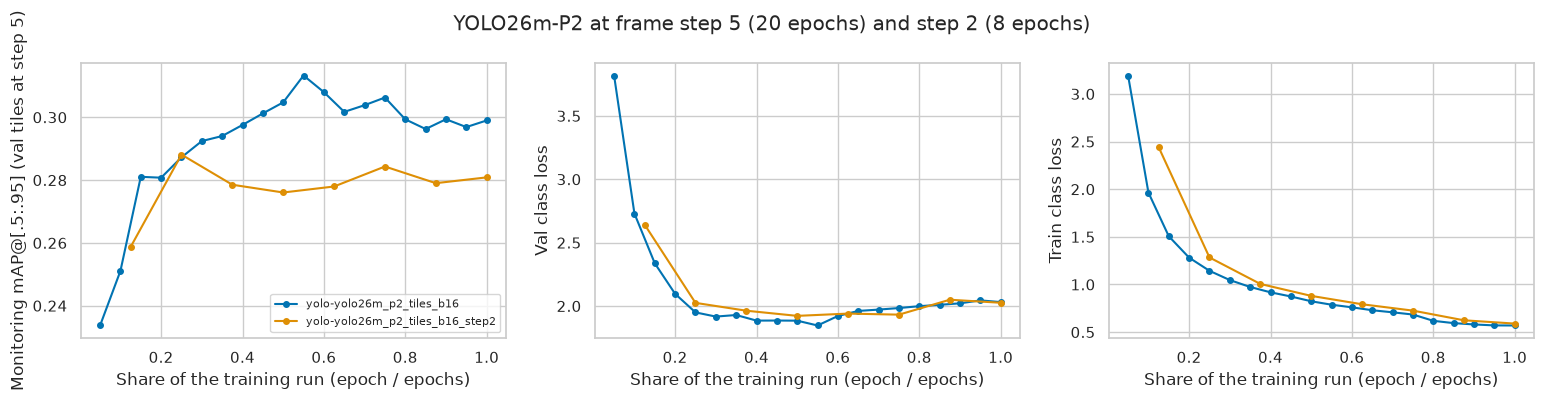 YOLO26m-P2 at frame step 5 (20 epochs) and step 2 (8 epochs)
Monitoring mAP@[.5:.95] (val tiles at step 5)
0.30
0.28
0.26
0.24
yolo-yolo26m_p2_tiles_b16
yolo-yolo26m_p2_tiles_b16_step2
0.2 0.4 0.6 0.8 1.0
Share of the training run (epoch / epochs)
Val class loss
3.5
3.0
2.5
2.0
0.2 0.4 0.6 0.8 1.0
Share of the training run (epoch / epochs)
Train class loss
3.0
2.5
2.0
1.5
1.0
0.5
0.2 0.4 0.6 0.8 1.0
Share of the training run (epoch / epochs)